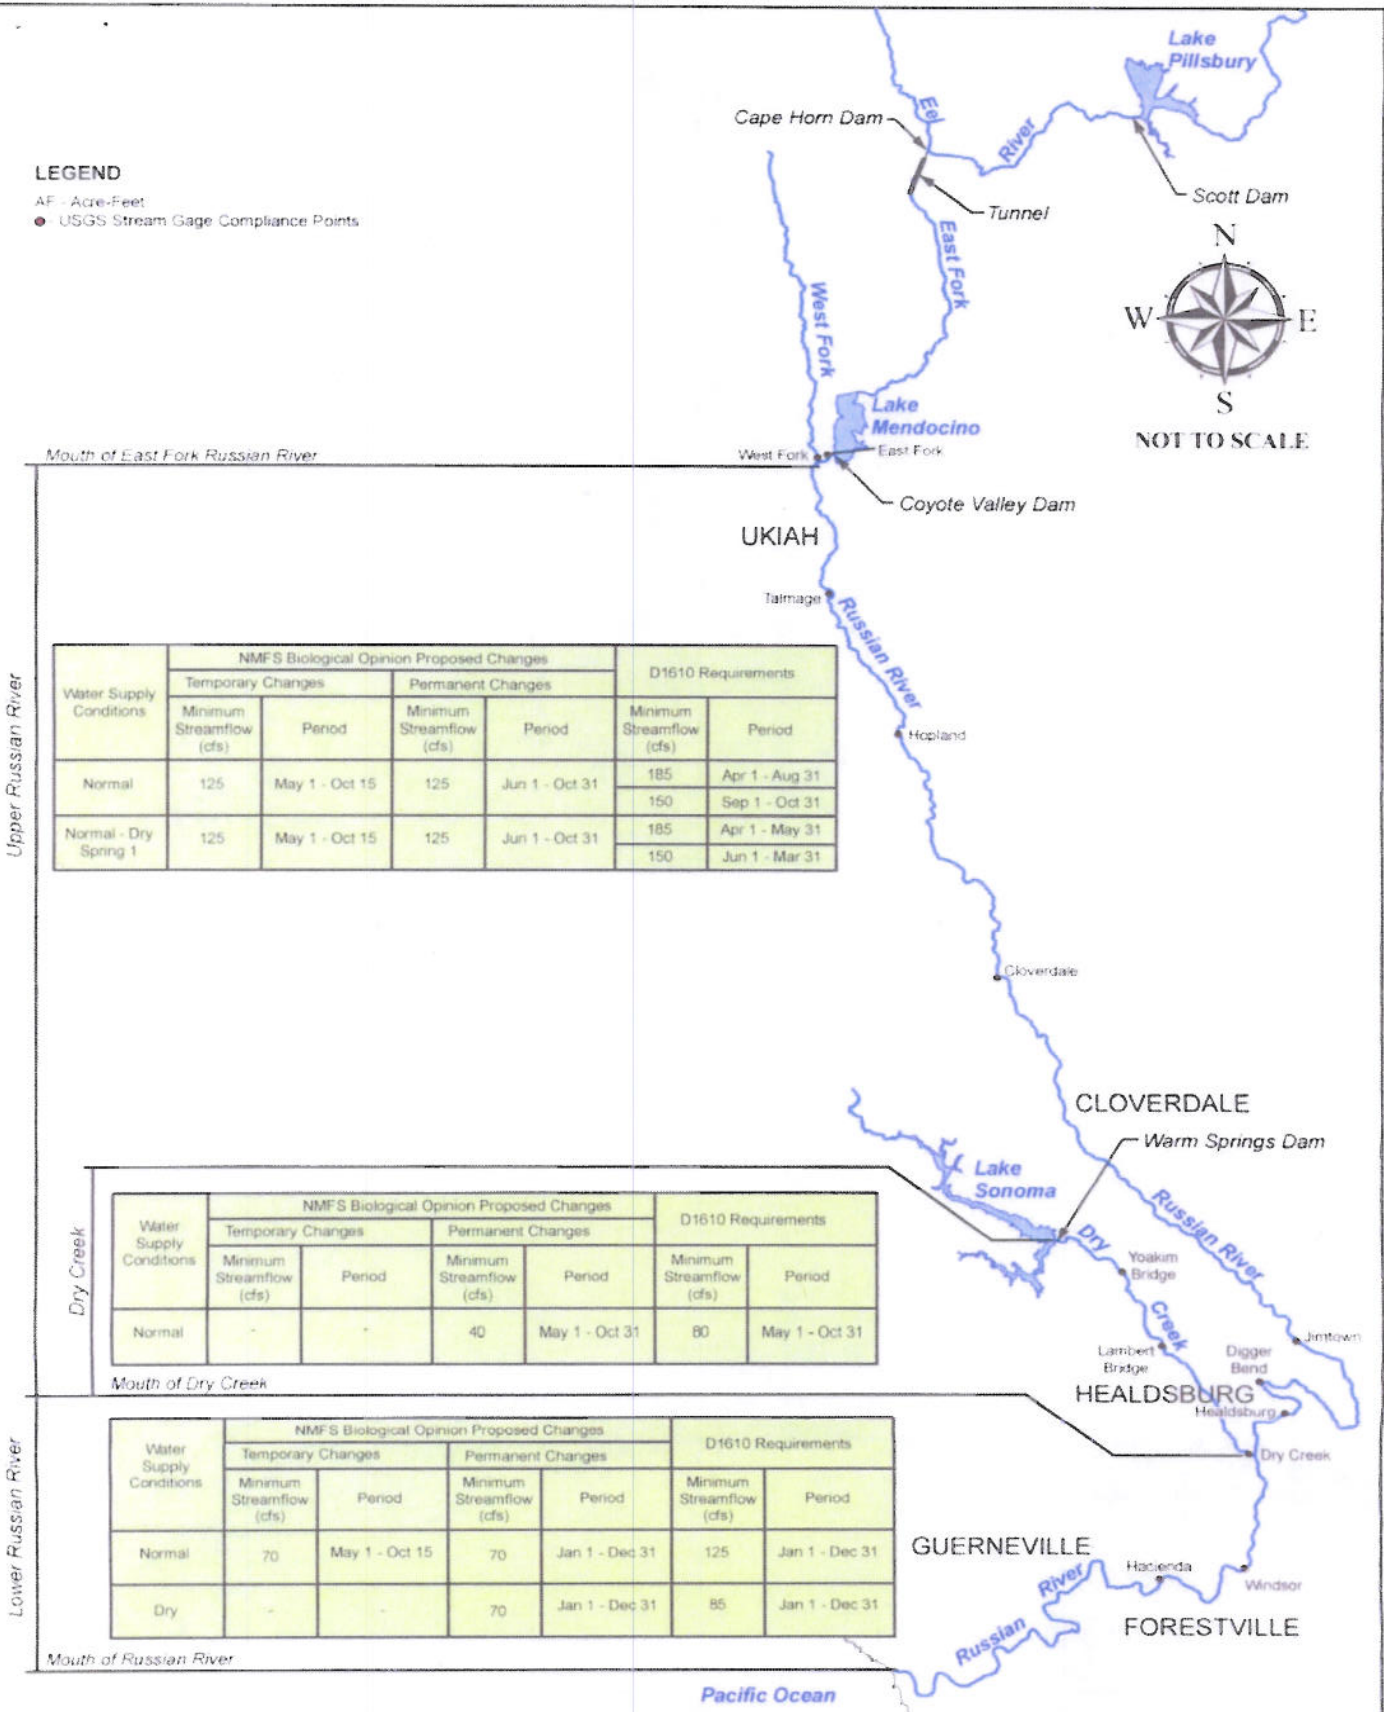 Lake
Pillsbury
Eel
River
Cape Horn Dam
Tunnel
Scott Dam
LEGEND
AF - Acre-Feet
- USGS Stream Gage Compliance Points
N
W
E
S
NOT TO SCALE
East Fork
West Fork
Lake
Mendocino
Mouth of East Fork Russian River
West Fork
East Fork
Coyote Valley Dam
UKIAH
Talmage
Russian River
Hopland
Upper Russian River
Water Supply
Conditions
NMFS Biological Opinion Proposed Changes
D1610 Requirements
Temporary Changes
Permanent Changes
Minimum
Streamflow
(cfs)
Period
Minimum
Streamflow
(cfs)
Period
Minimum
Streamflow
(cfs)
Period
Normal
125
May 1 - Oct 15
125
Jun 1 - Oct 31
185
Apr 1 - Aug 31
150
Sep 1 - Oct 31
Normal - Dry
Spring 1
125
May 1 - Oct 15
125
Jun 1 - Oct 31
185
Apr 1 - May 31
150
Jun 1 - Mar 31
Cloverdale
CLOVERDALE
Warm Springs Dam
Lake
Sonoma
Russian River
Dry
Creek
Yoakim
Bridge
Lambert
Bridge
Jimtown
Digger
Bend
HEALDSBURG
Healdsburg
Dry Creek
Dry Creek
Water
Supply
Conditions
NMFS Biological Opinion Proposed Changes
D1610 Requirements
Temporary Changes
Permanent Changes
Minimum
Streamflow
(cfs)
Period
Minimum
Streamflow
(cfs)
Period
Minimum
Streamflow
(cfs)
Period
Normal
-
-
40
May 1 - Oct 31
80
May 1 - Oct 31
Mouth of Dry Creek
Lower Russian River
Water
Supply
Conditions
NMFS Biological Opinion Proposed Changes
D1610 Requirements
Temporary Changes
Permanent Changes
Minimum
Streamflow
(cfs)
Period
Minimum
Streamflow
(cfs)
Period
Minimum
Streamflow
(cfs)
Period
Normal
70
May 1 - Oct 15
70
Jan 1 - Dec 31
125
Jan 1 - Dec 31
Dry
-
-
70
Jan 1 - Dec 31
85
Jan 1 - Dec 31
Mouth of Russian River
GUERNEVILLE
Hacienda
Windsor
FORESTVILLE
Russian
River
Pacific Ocean